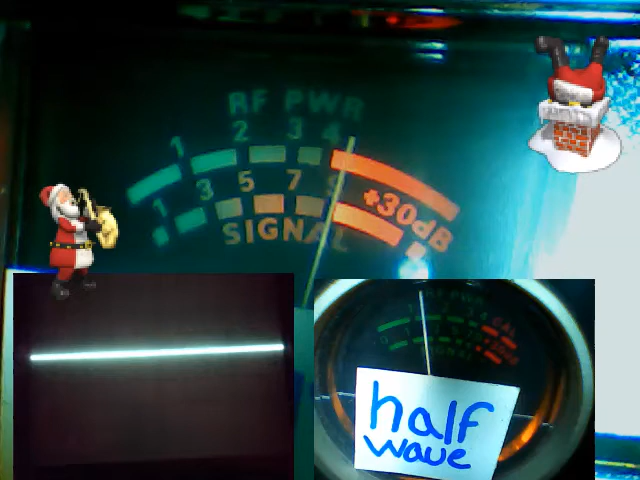 RF PWR
1 2 3 4
1 3 5 7 9 +30dB
SIGNAL
half
wave